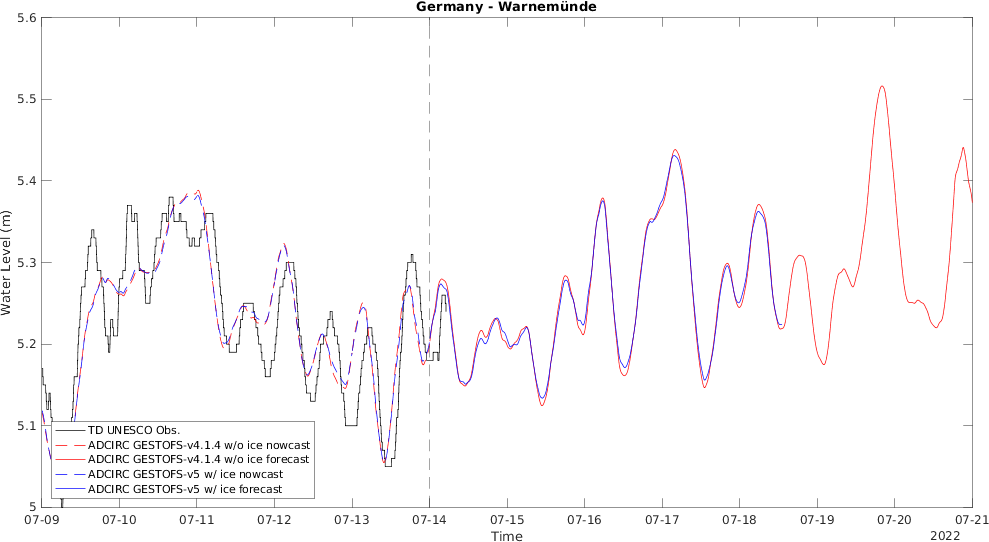 Germany - Warnemünde
5.6
5.5
5.4
5.3
5.2
5.1
5
Water Level (m)
TD UNESCO Obs.
ADCIRC GESTOFS-v4.1.4 w/o ice nowcast
ADCIRC GESTOFS-v4.1.4 w/o ice forecast
ADCIRC GESTOFS-v5 w/ ice nowcast
ADCIRC GESTOFS-v5 w/ ice forecast
07-09 07-10 07-11 07-12 07-13 07-14 07-15 07-16 07-17 07-18 07-19 07-20 07-21
Time
2022